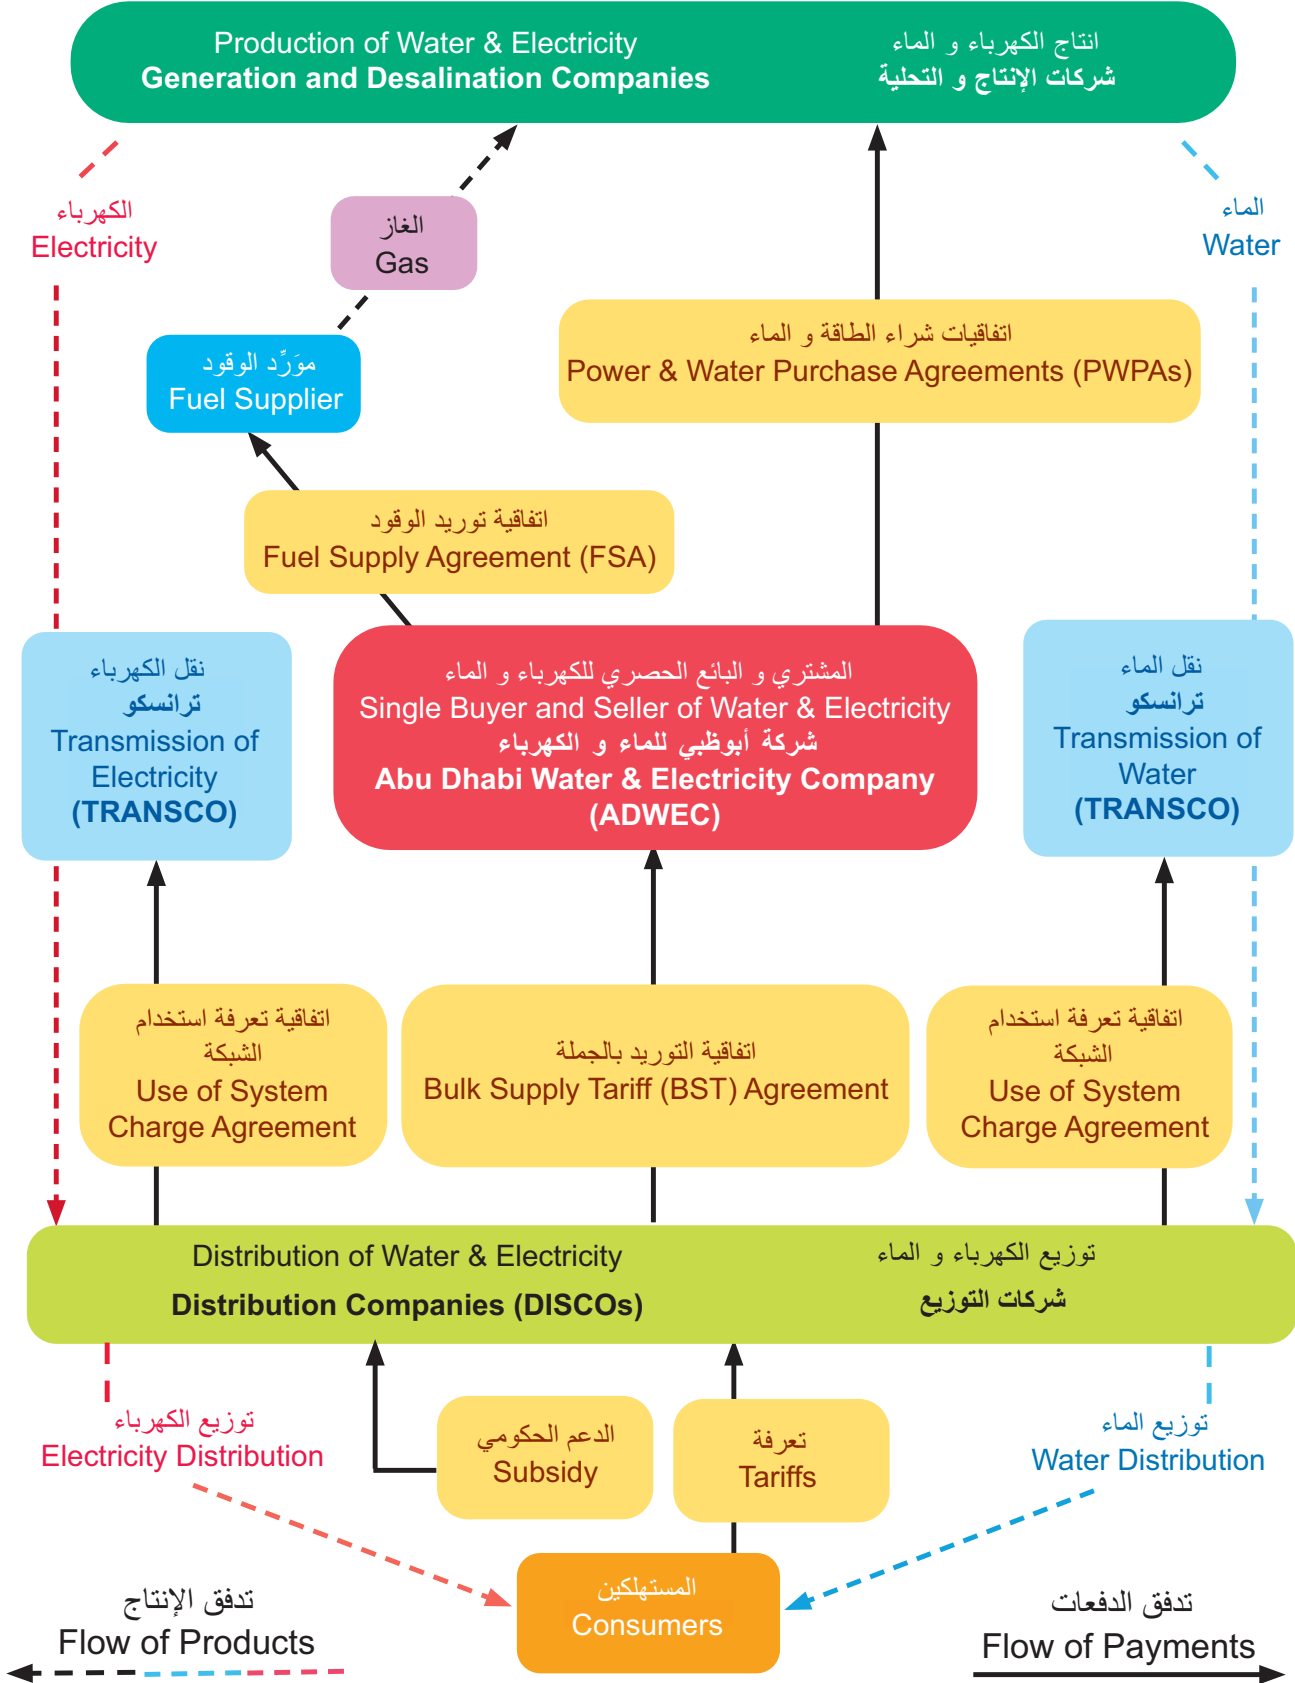 Production of Water & Electricity
Generation and Desalination Companies
انتاج الكهرباء و الماء
شركات الإنتاج و التحلية
الكهرباء
Electricity
الغاز
Gas
الماء
Water
موَرِّد الوقود
Fuel Supplier
اتفاقيات شراء الطاقة و الماء
Power & Water Purchase Agreements (PWPAs)
اتفاقية توريد الوقود
Fuel Supply Agreement (FSA)
نقل الكهرباء
ترانسكو
Transmission of
Electricity
(TRANSCO)
المشتري و البائع الحصري للكهرباء و الماء
Single Buyer and Seller of Water & Electricity
شركة أبوظبي للماء و الكهرباء
Abu Dhabi Water & Electricity Company
(ADWEC)
نقل الماء
ترانسكو
Transmission of
Water
(TRANSCO)
اتفاقية تعرفة استخدام
الشبكة
Use of System
Charge Agreement
اتفاقية التوريد بالجملة
Bulk Supply Tariff (BST) Agreement
اتفاقية تعرفة استخدام
الشبكة
Use of System
Charge Agreement
Distribution of Water & Electricity
Distribution Companies (DISCOs)
توزيع الكهرباء و الماء
شركات التوزيع
توزيع الكهرباء
Electricity Distribution
الدعم الحكومي
Subsidy
تعرفة
Tariffs
توزيع الماء
Water Distribution
المستهلكين
Consumers
تدفق الإنتاج
Flow of Products
تدفق الدفعات
Flow of Payments